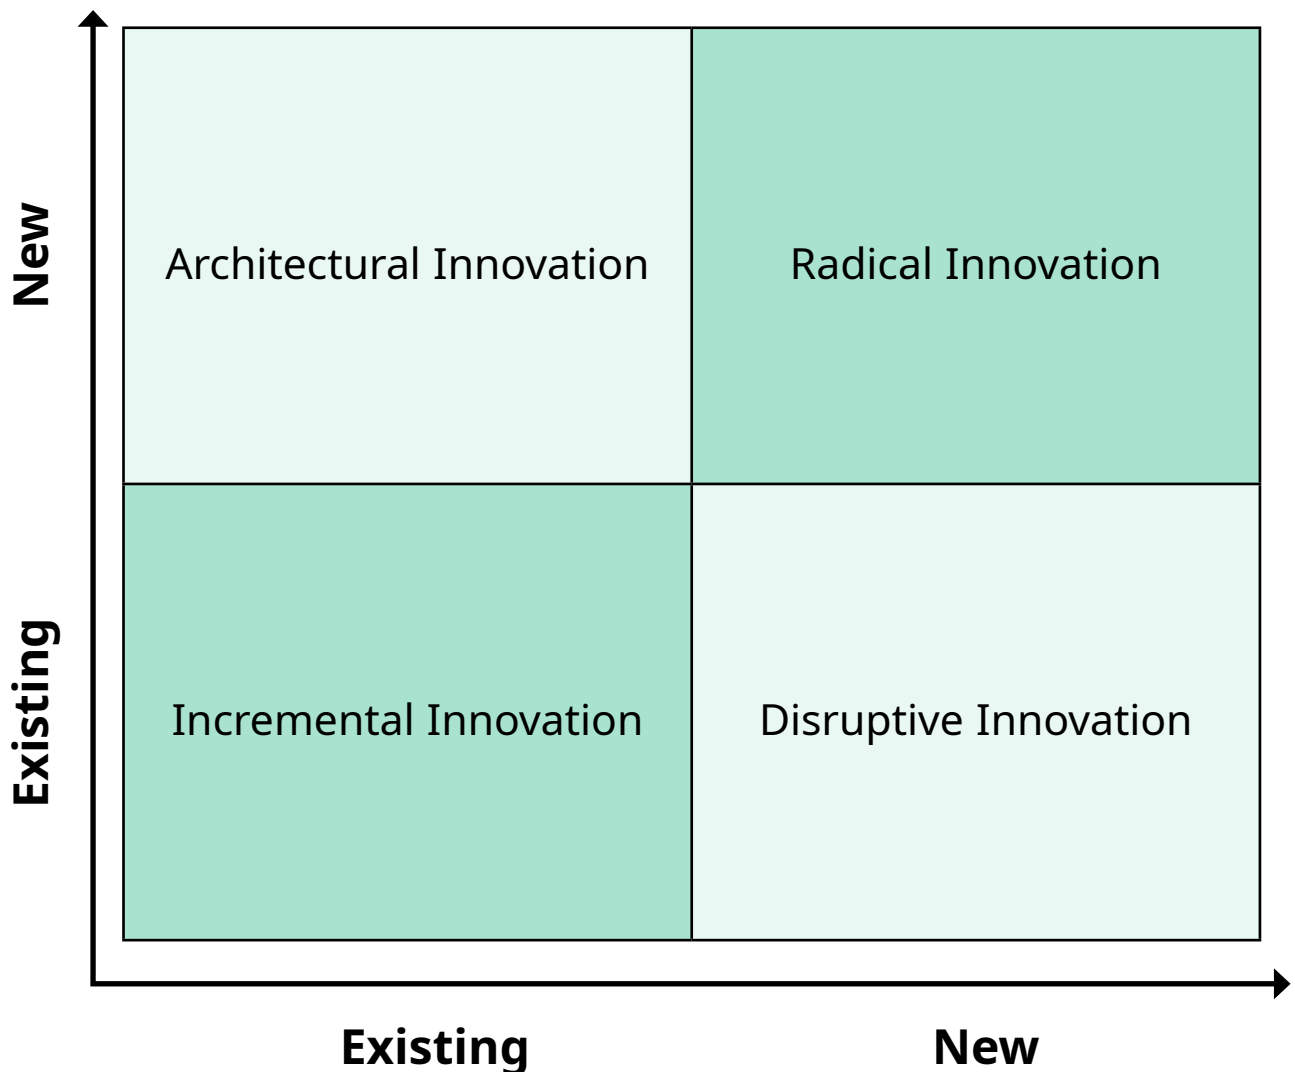 New
Architectural Innovation
Radical Innovation
Existing
Incremental Innovation
Disruptive Innovation
Existing
New